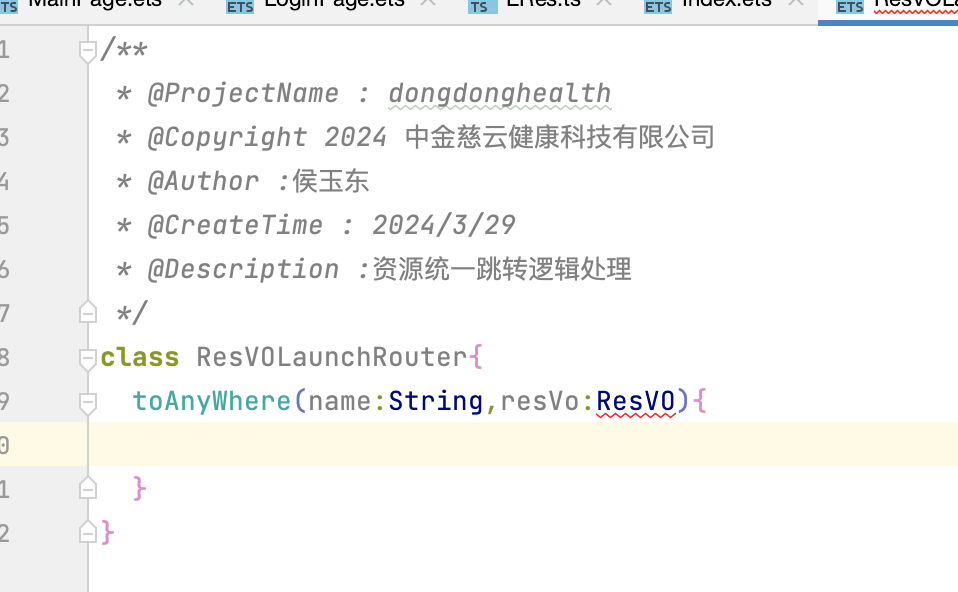 TS MainPage.ets ETS LoginPage.ets TS ERes.ts ETS Index.ets ETS ResVOLa
1 /**
2 * @ProjectName : dongdonghealth
3 * @Copyright 2024 中金慈云健康科技有限公司
4 * @Author :侯玉东
5 * @CreateTime : 2024/3/29
6 * @Description :资源统一跳转逻辑处理
7 */
8 class ResVOLaunchRouter{
9 toAnyWhere(name:String,resVo:ResVO){
0
1 }
2 }